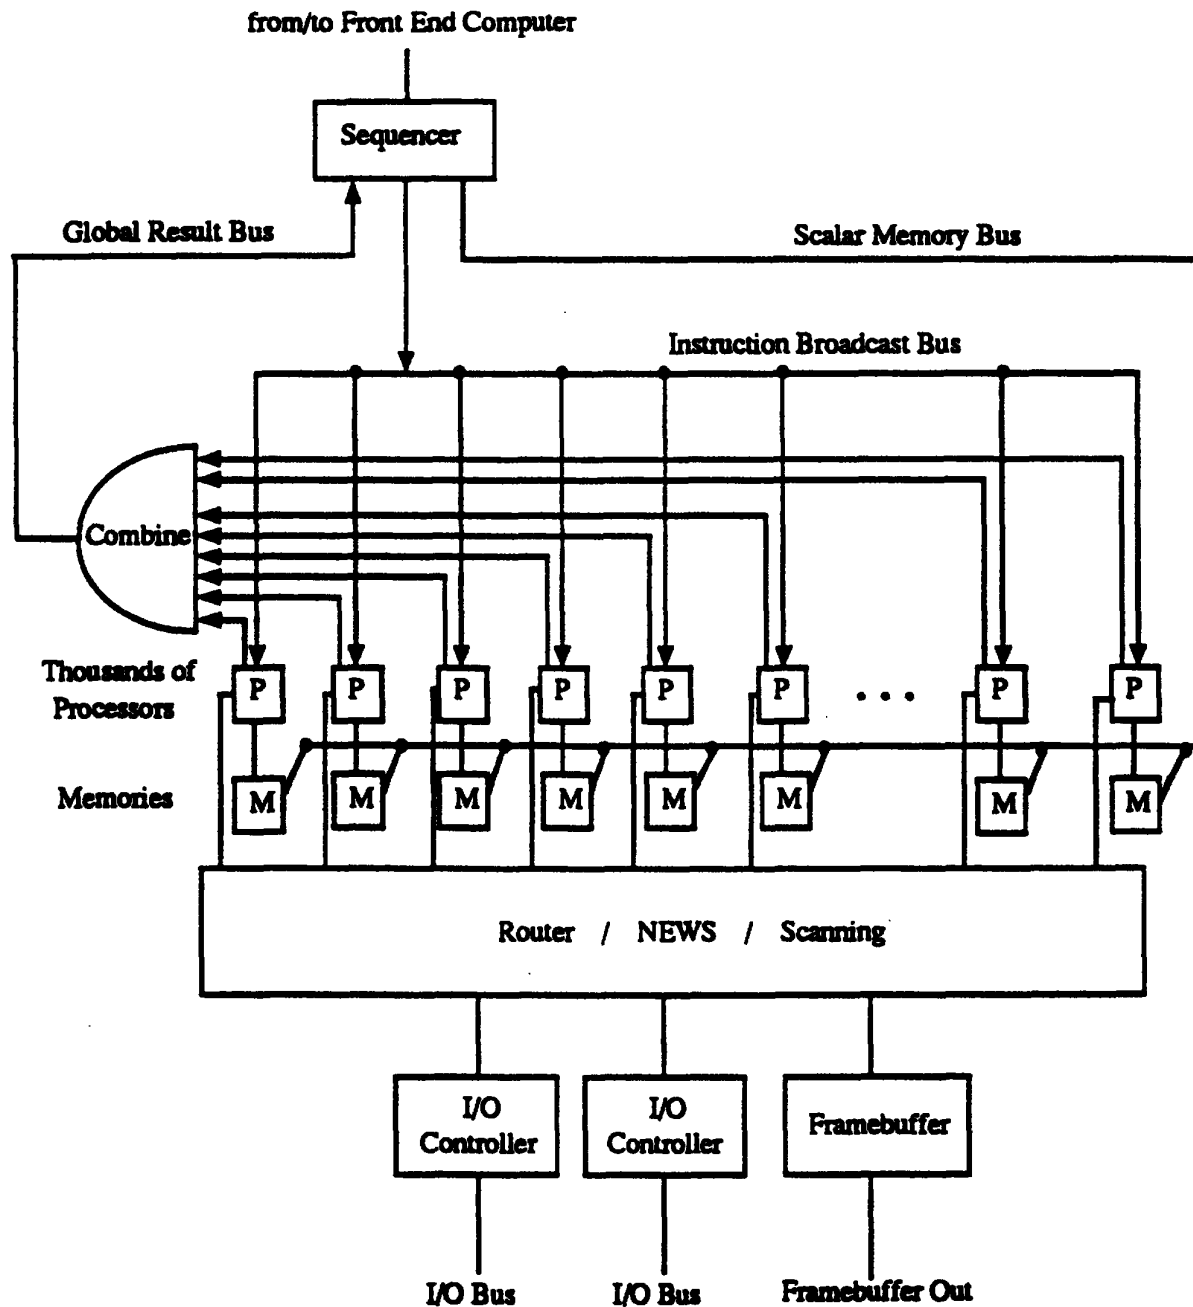 from/to Front End Computer
Sequencer
Global Result Bus
Scalar Memory Bus
Instruction Broadcast Bus
Combine
Thousands of
Processors
P P P P P P . . . P P
Memories
M M M M M M M M
Router / NEWS / Scanning
I/O
Controller
I/O
Controller
Framebuffer
I/O Bus
I/O Bus
Framebuffer Out